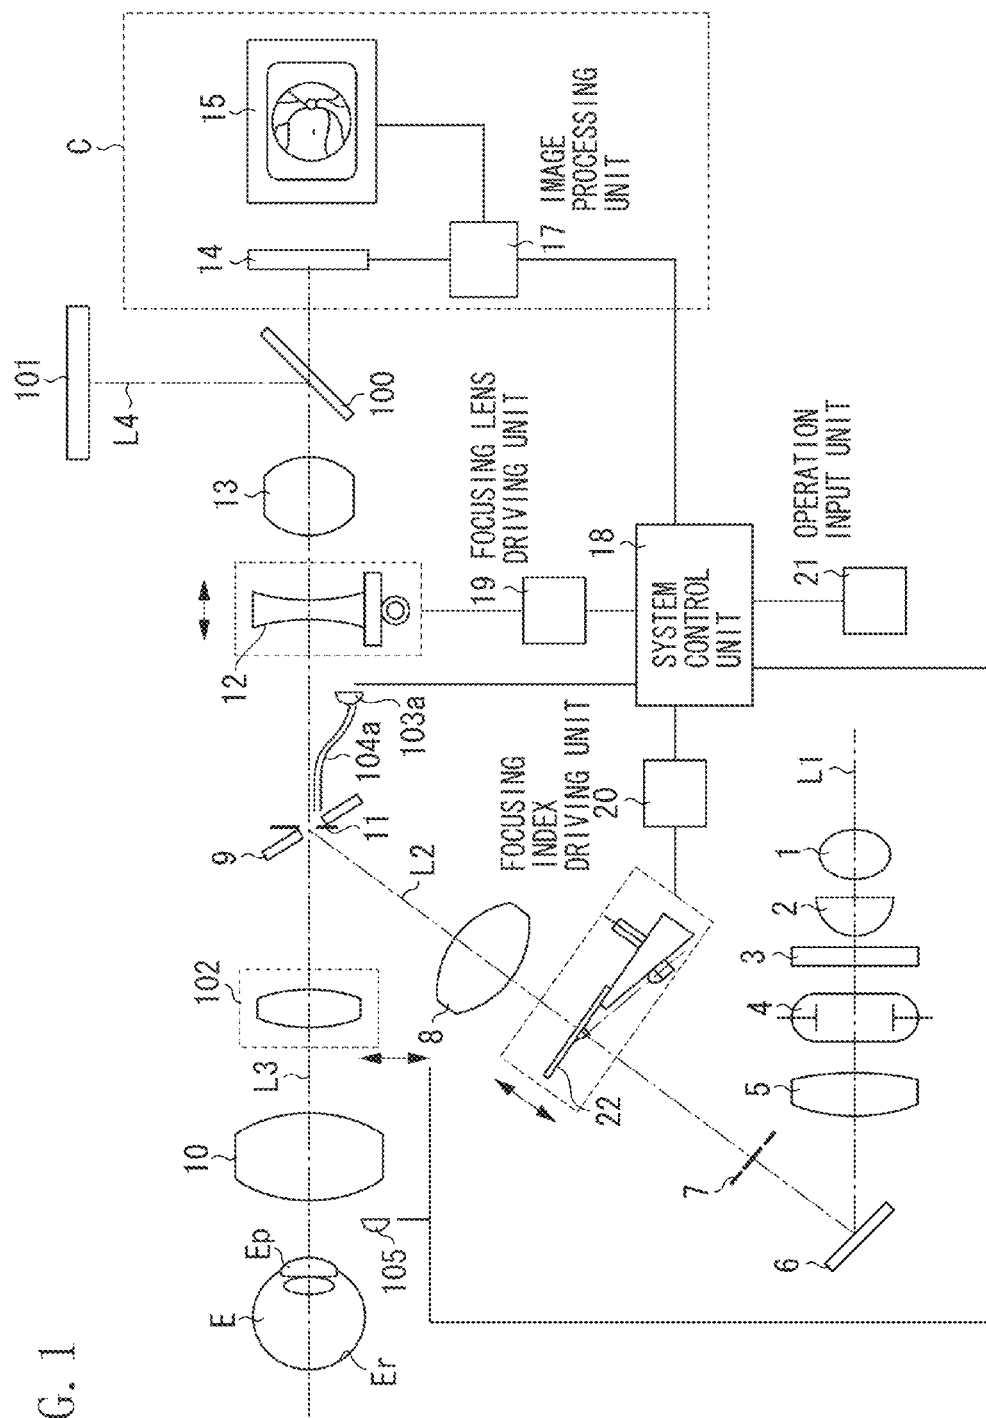 G. 1
C
101
L4
E
Ep
10
L3
102
9
12
13
14
15
Er
105
11
104a
103a
100
L2
8
19 FOCUSING LENS
DRIVING UNIT
17 IMAGE
PROCESSING
UNIT
22
FOCUSING
INDEX
DRIVING UNIT
20
18
SYSTEM
CONTROL
UNIT
7
6
5
4
3
2
1
L1
21 OPERATION
INPUT UNIT